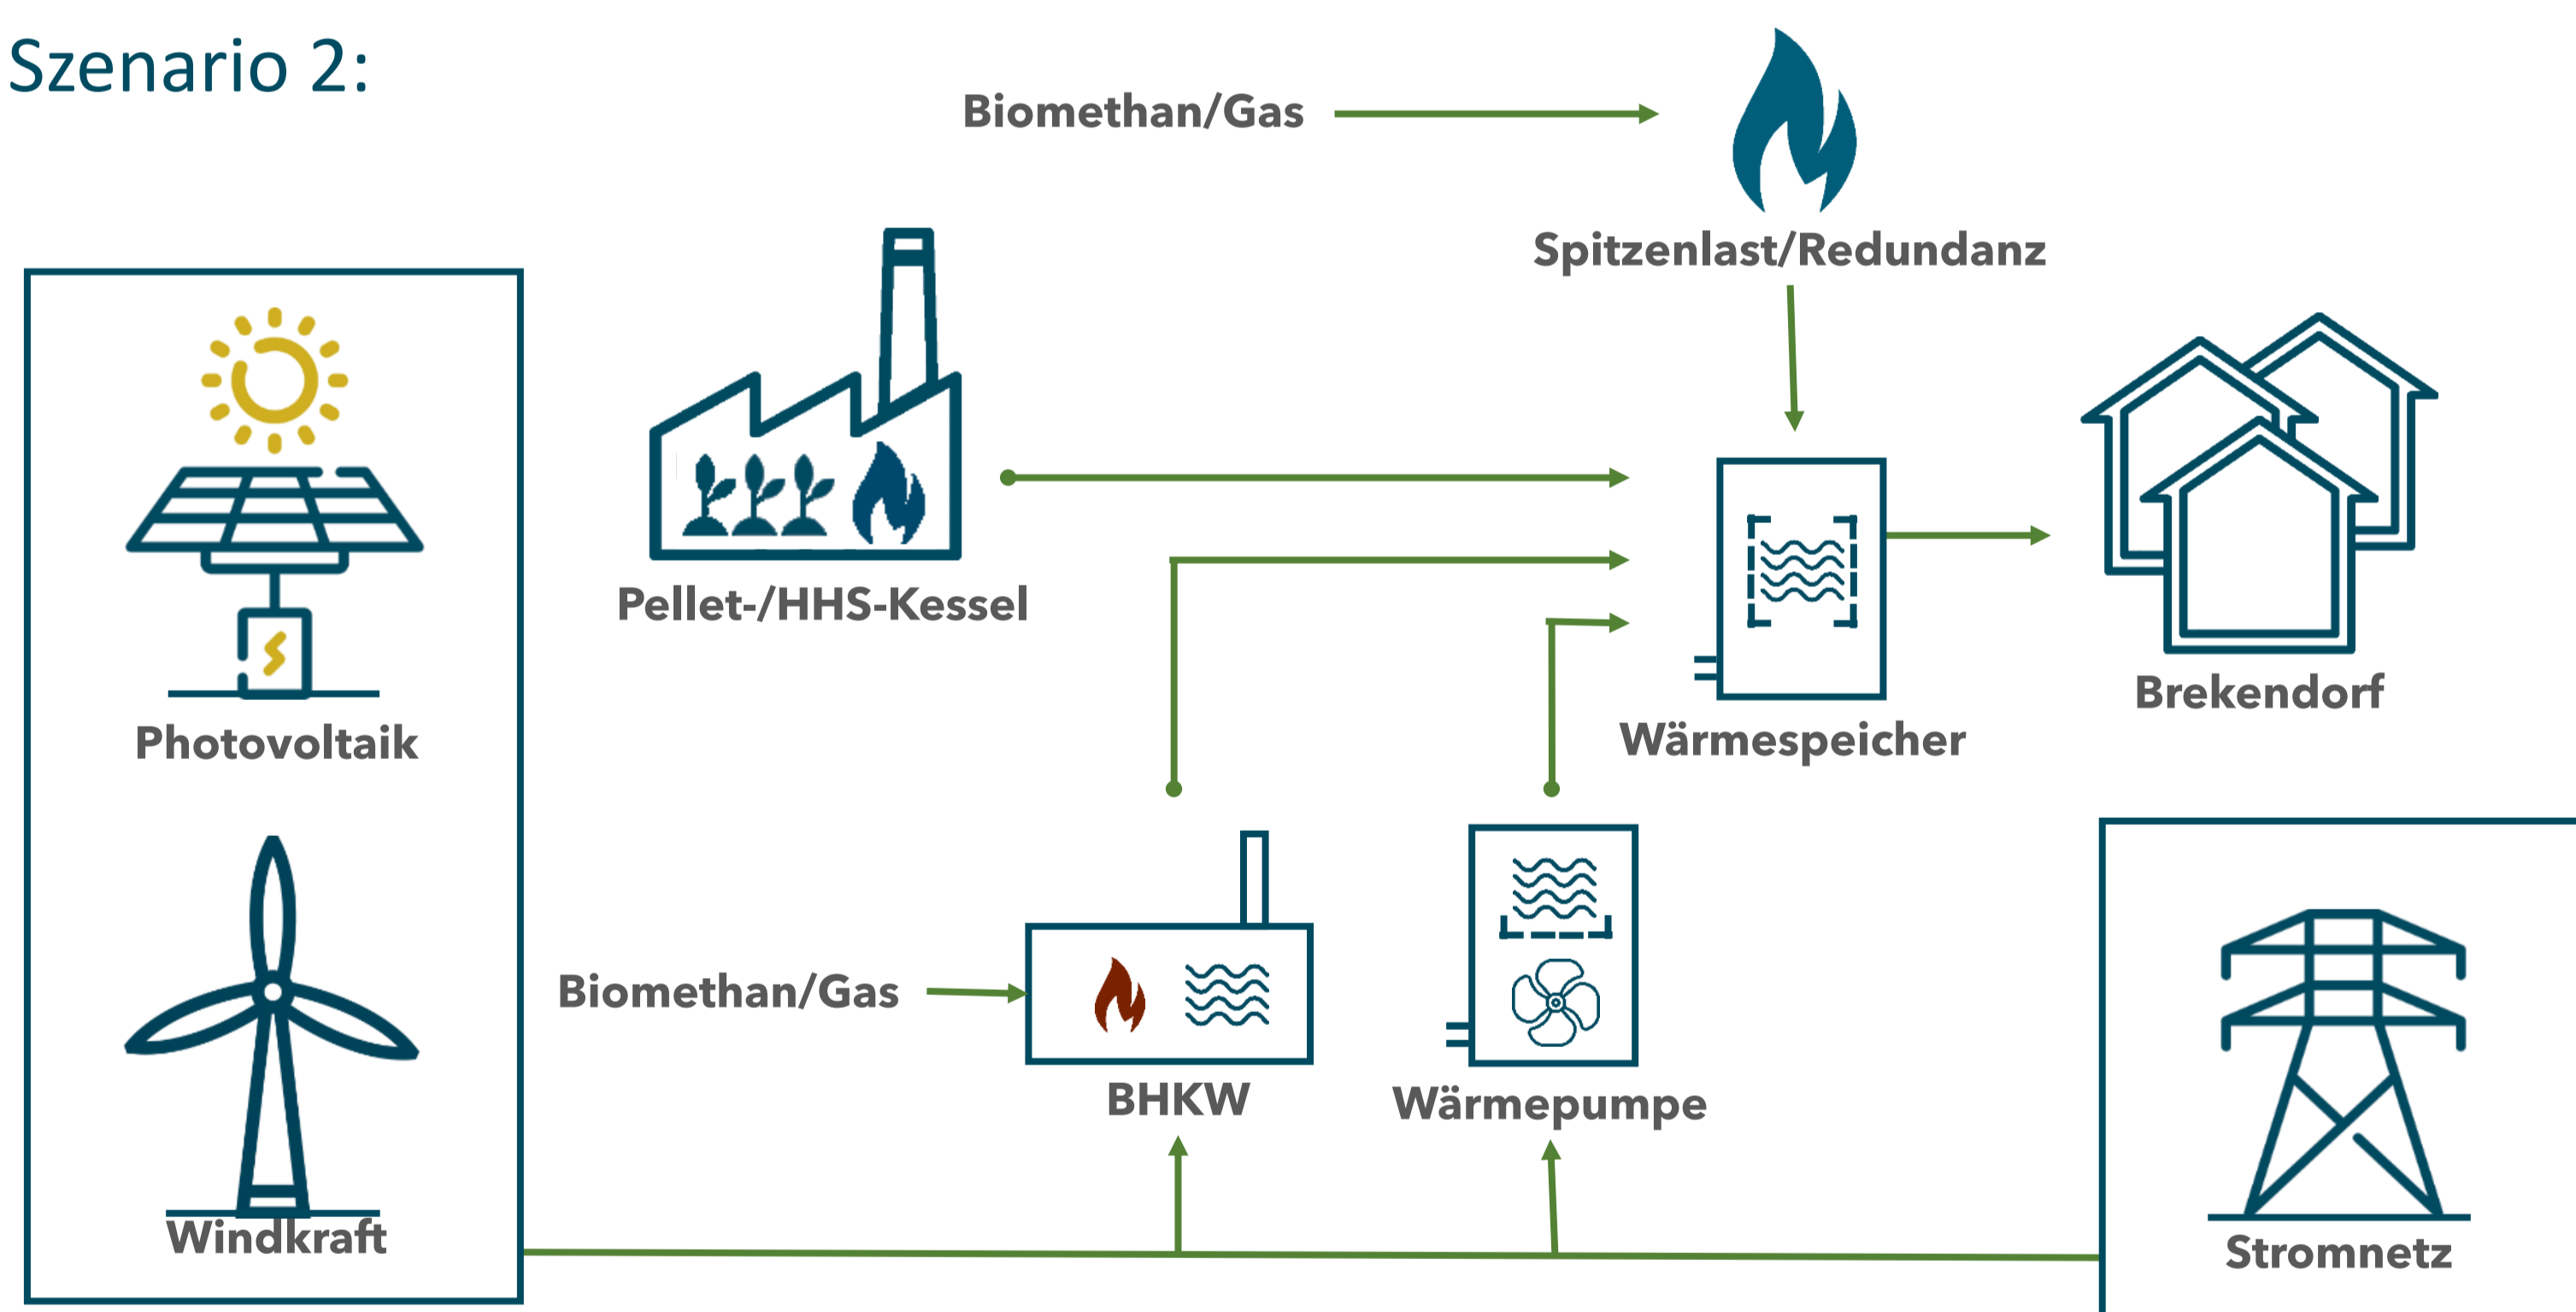 Szenario 2:
Biomethan/Gas
Spitzenlast/Redundanz
Pellet-/HHS-Kessel
Photovoltaik
Wärmespeicher
Brekendorf
Biomethan/Gas
BHKW
Wärmepumpe
Windkraft
Stromnetz